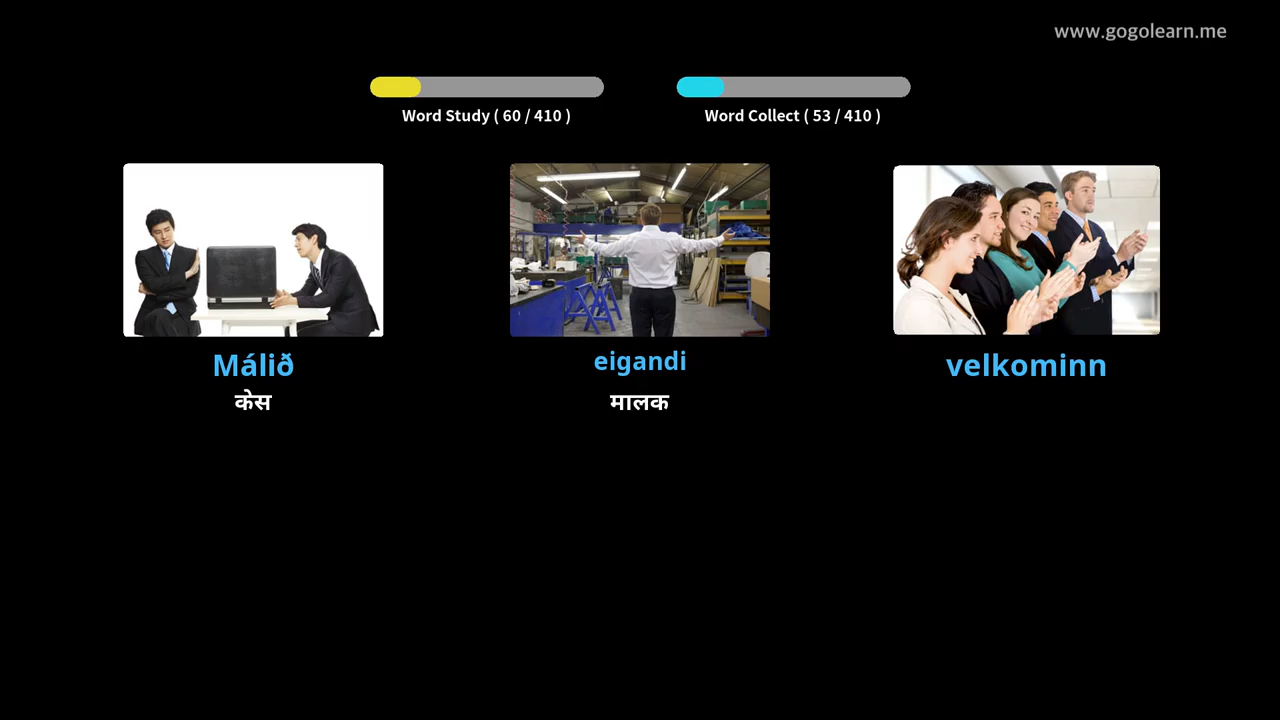 www.gogolearn.me
Word Study ( 60 / 410 )
Word Collect ( 53 / 410 )
Málið
eigandi
velkominn
केस
मालक